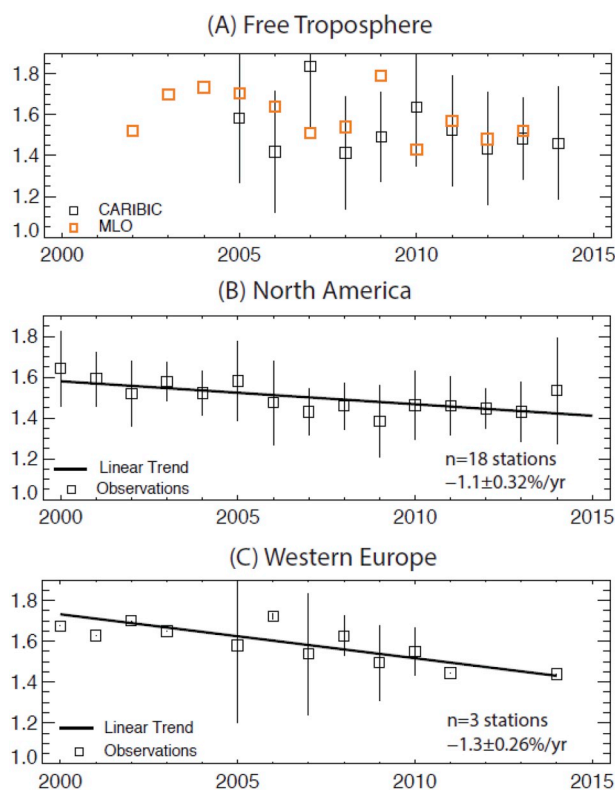 (A) Free Troposphere
1.8
1.6
1.4
1.2
1.0
CARIBIC
MLO
2000 2005 2010 2015
(B) North America
1.8
1.6
1.4
1.2
1.0
Linear Trend
Observations
n=18 stations
−1.1±0.32%/yr
2000 2005 2010 2015
(C) Western Europe
1.8
1.6
1.4
1.2
1.0
Linear Trend
Observations
n=3 stations
−1.3±0.26%/yr
2000 2005 2010 2015